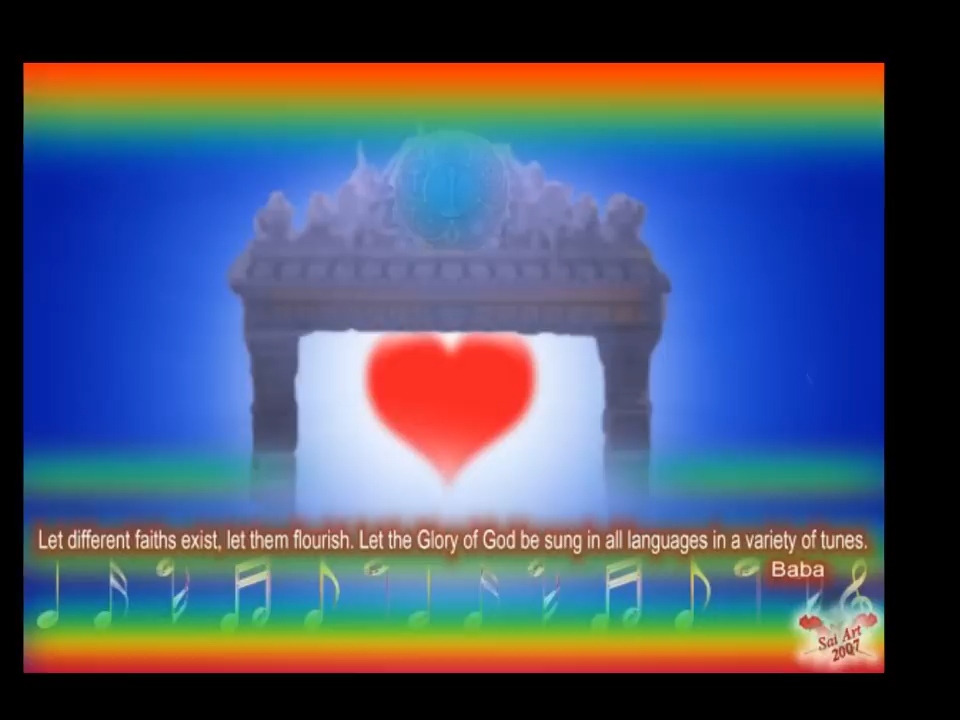 Let different faiths exist, let them flourish. Let the Glory of God be sung in all languages in a variety of tunes.
Baba
Sai Art
2007